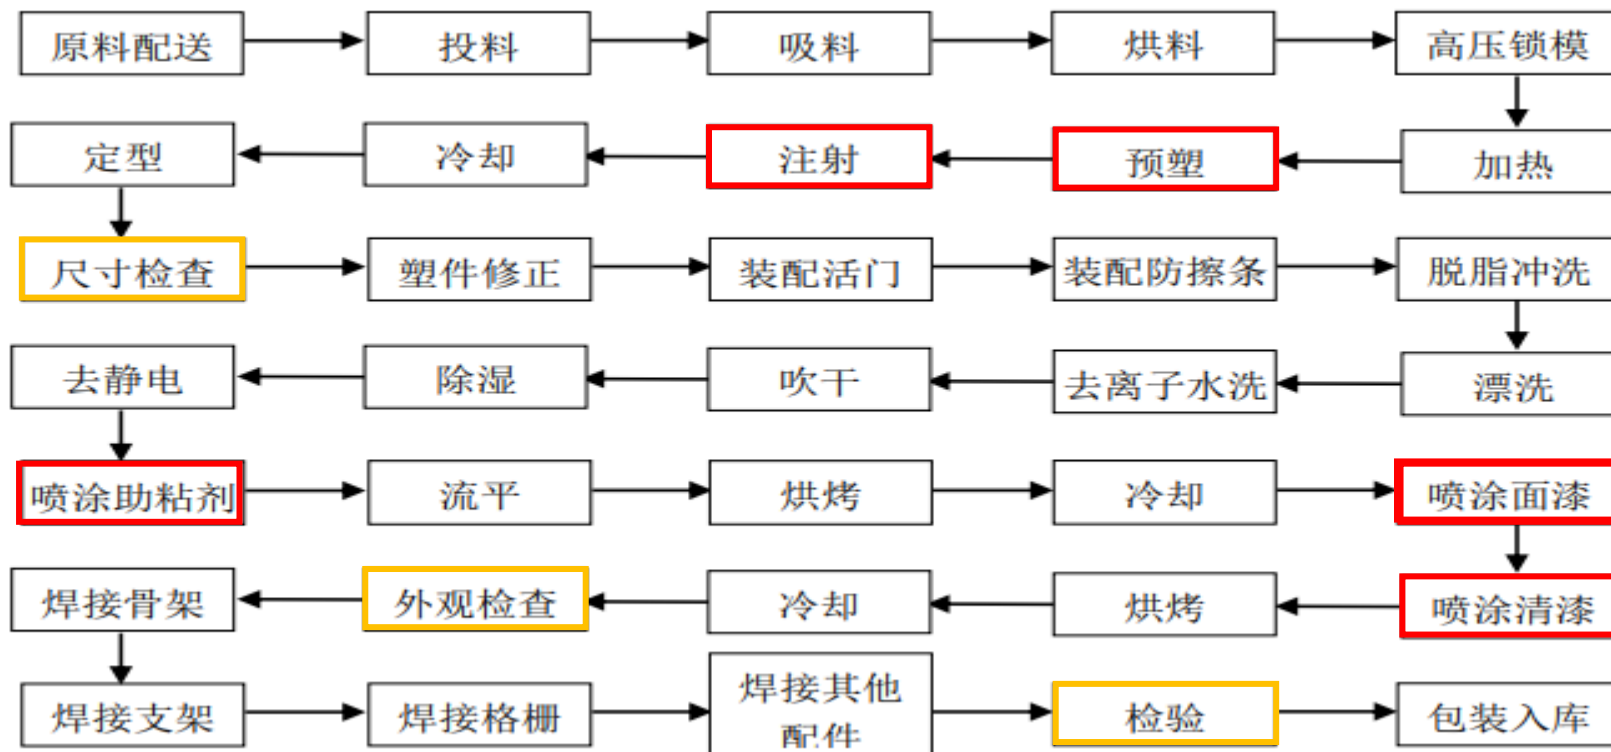 原料配送
投料
吸料
烘料
高压锁模
定型
冷却
注射
预塑
加热
尺寸检查
塑件修正
装配活门
装配防擦条
脱脂冲洗
去静电
除湿
吹干
去离子水洗
漂洗
喷涂助粘剂
流平
烘烤
冷却
喷涂面漆
焊接骨架
外观检查
冷却
烘烤
喷涂清漆
焊接支架
焊接格栅
焊接其他
配件
检验
包装入库